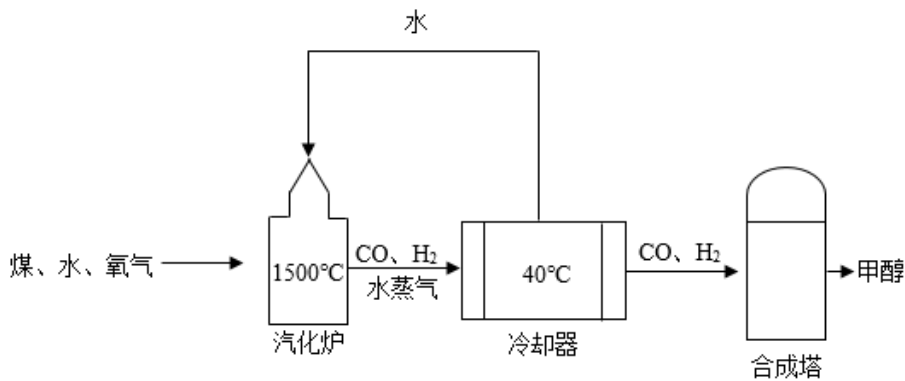 水
煤、水、氧气
1500℃
汽化炉
CO、H₂
水蒸气
40℃
冷却器
CO、H₂
合成塔
甲醇